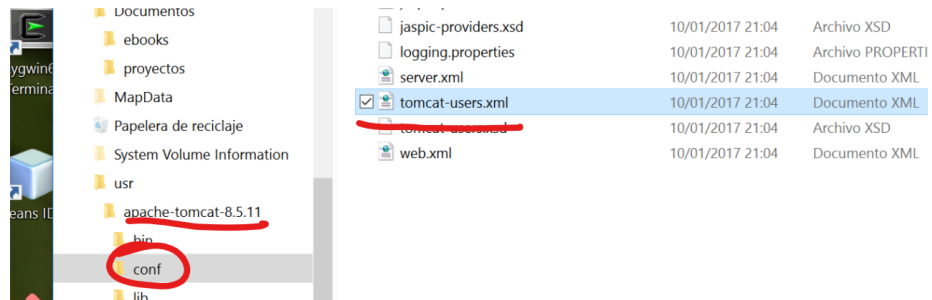 Documentos
ebooks
proyectos
MapData
Papelera de reciclaje
System Volume Information
usr
apache-tomcat-8.5.11
bin
conf
lib
jaspic-providers.xsd 10/01/2017 21:04 Archivo XSD
logging.properties 10/01/2017 21:04 Archivo PROPERTI
server.xml 10/01/2017 21:04 Documento XML
tomcat-users.xml 10/01/2017 21:04 Documento XML
tomcat-users.xsd 10/01/2017 21:04 Archivo XSD
web.xml 10/01/2017 21:04 Documento XML
ygwin6
ermina
eans ID